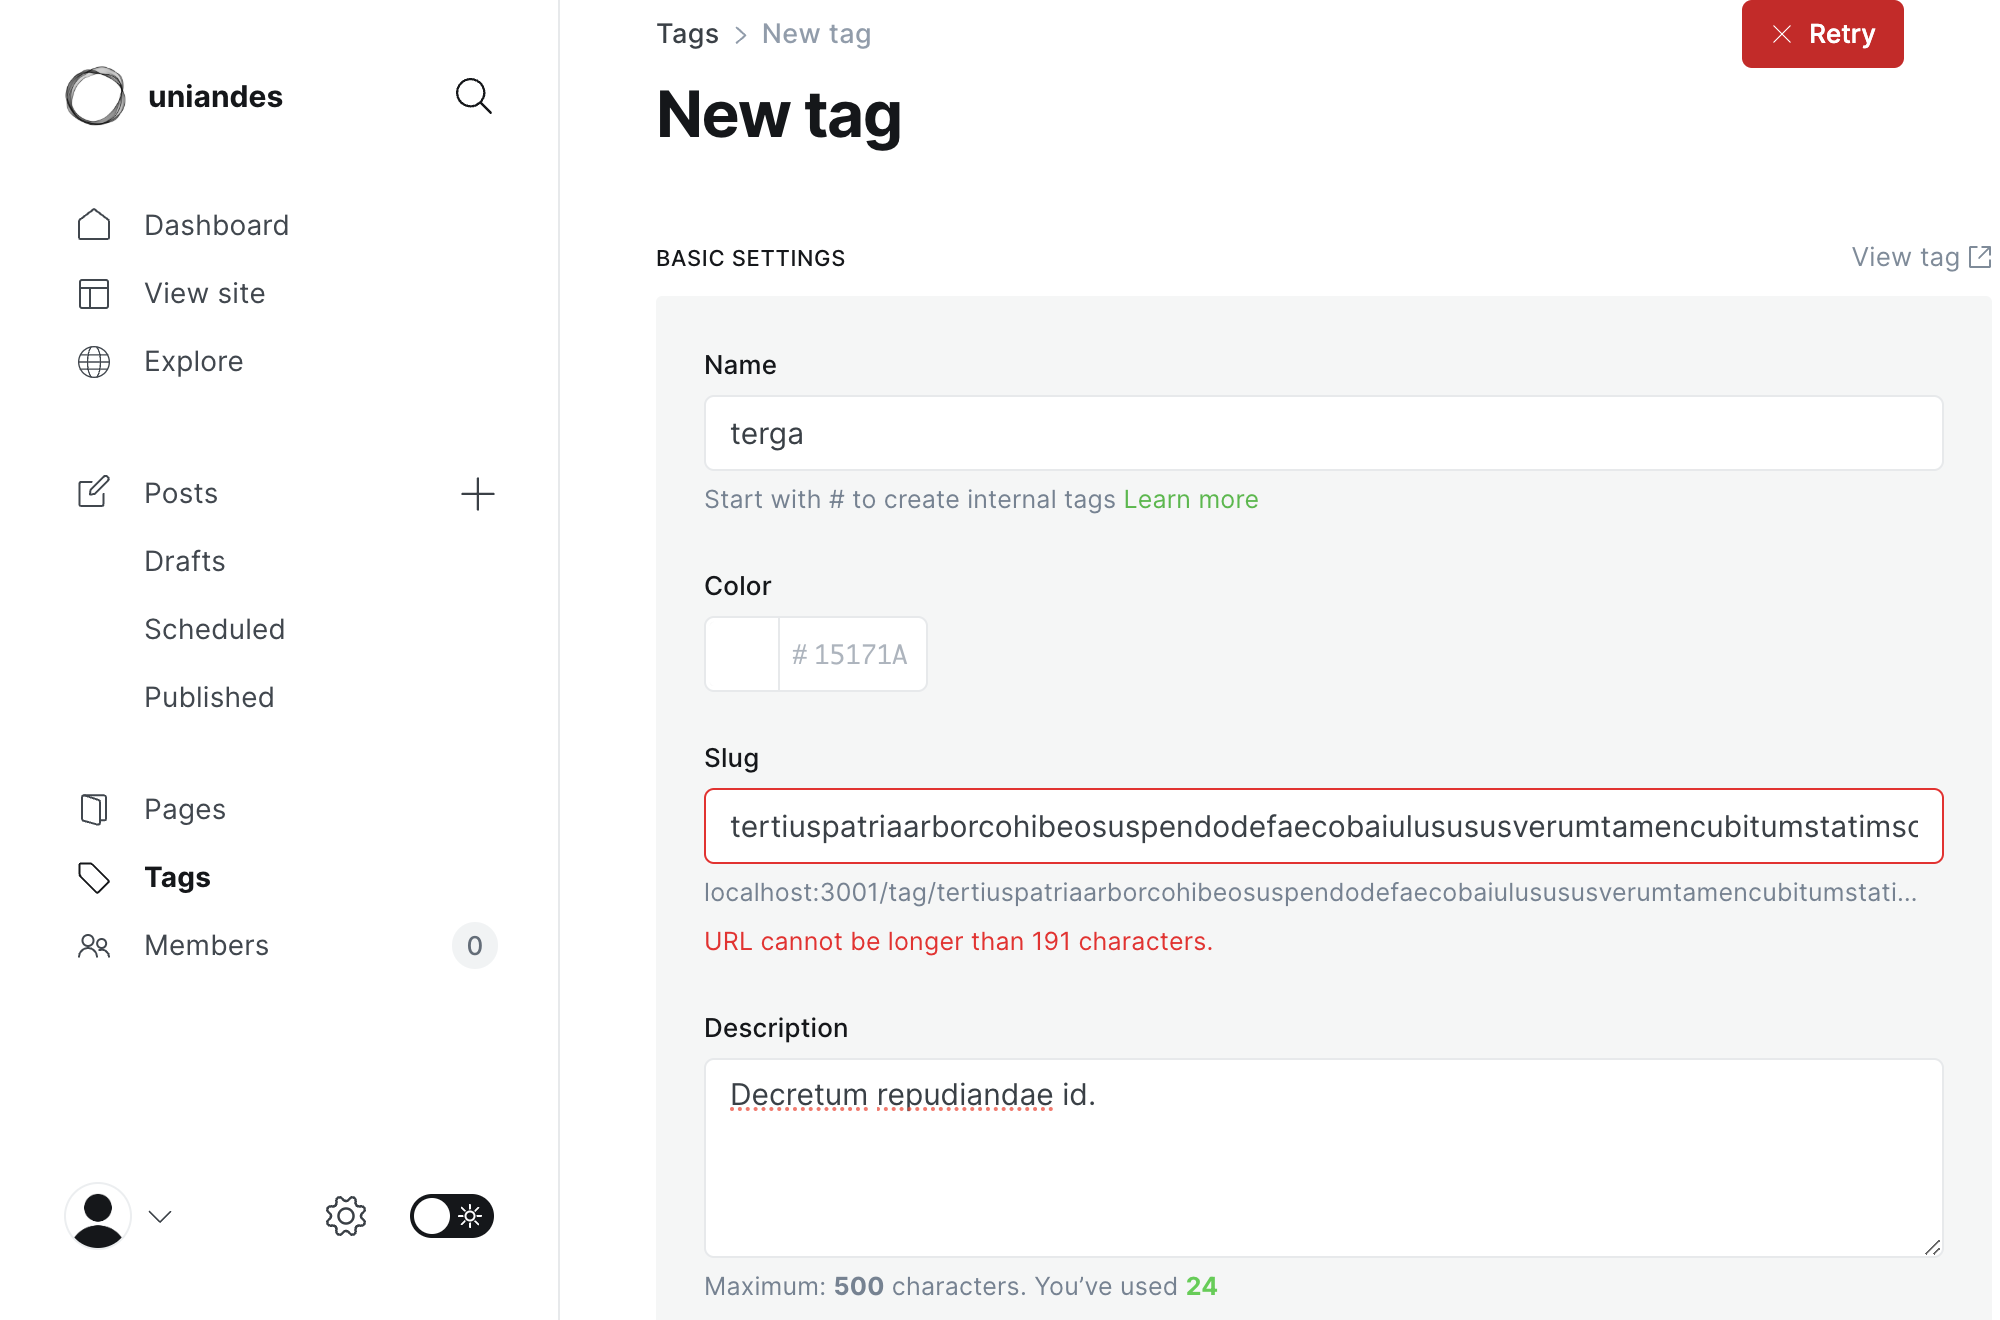 uniandes
Dashboard
View site
Explore
Posts
Drafts
Scheduled
Published
Pages
Tags
Members 0
Tags > New tag
Retry
New tag
BASIC SETTINGS
View tag
Name
terga
Start with # to create internal tags Learn more
Color
# 15171A
Slug
tertiuspatriaarborcohibeosuspendodefaecobaiulusususverumtamencubitumstatimsc
localhost:3001/tag/tertiuspatriaarborcohibeosuspendodefaecobaiulusususverumtamencubitumstati...
URL cannot be longer than 191 characters.
Description
Decretum repudiandae id.
Maximum: 500 characters. You’ve used 24